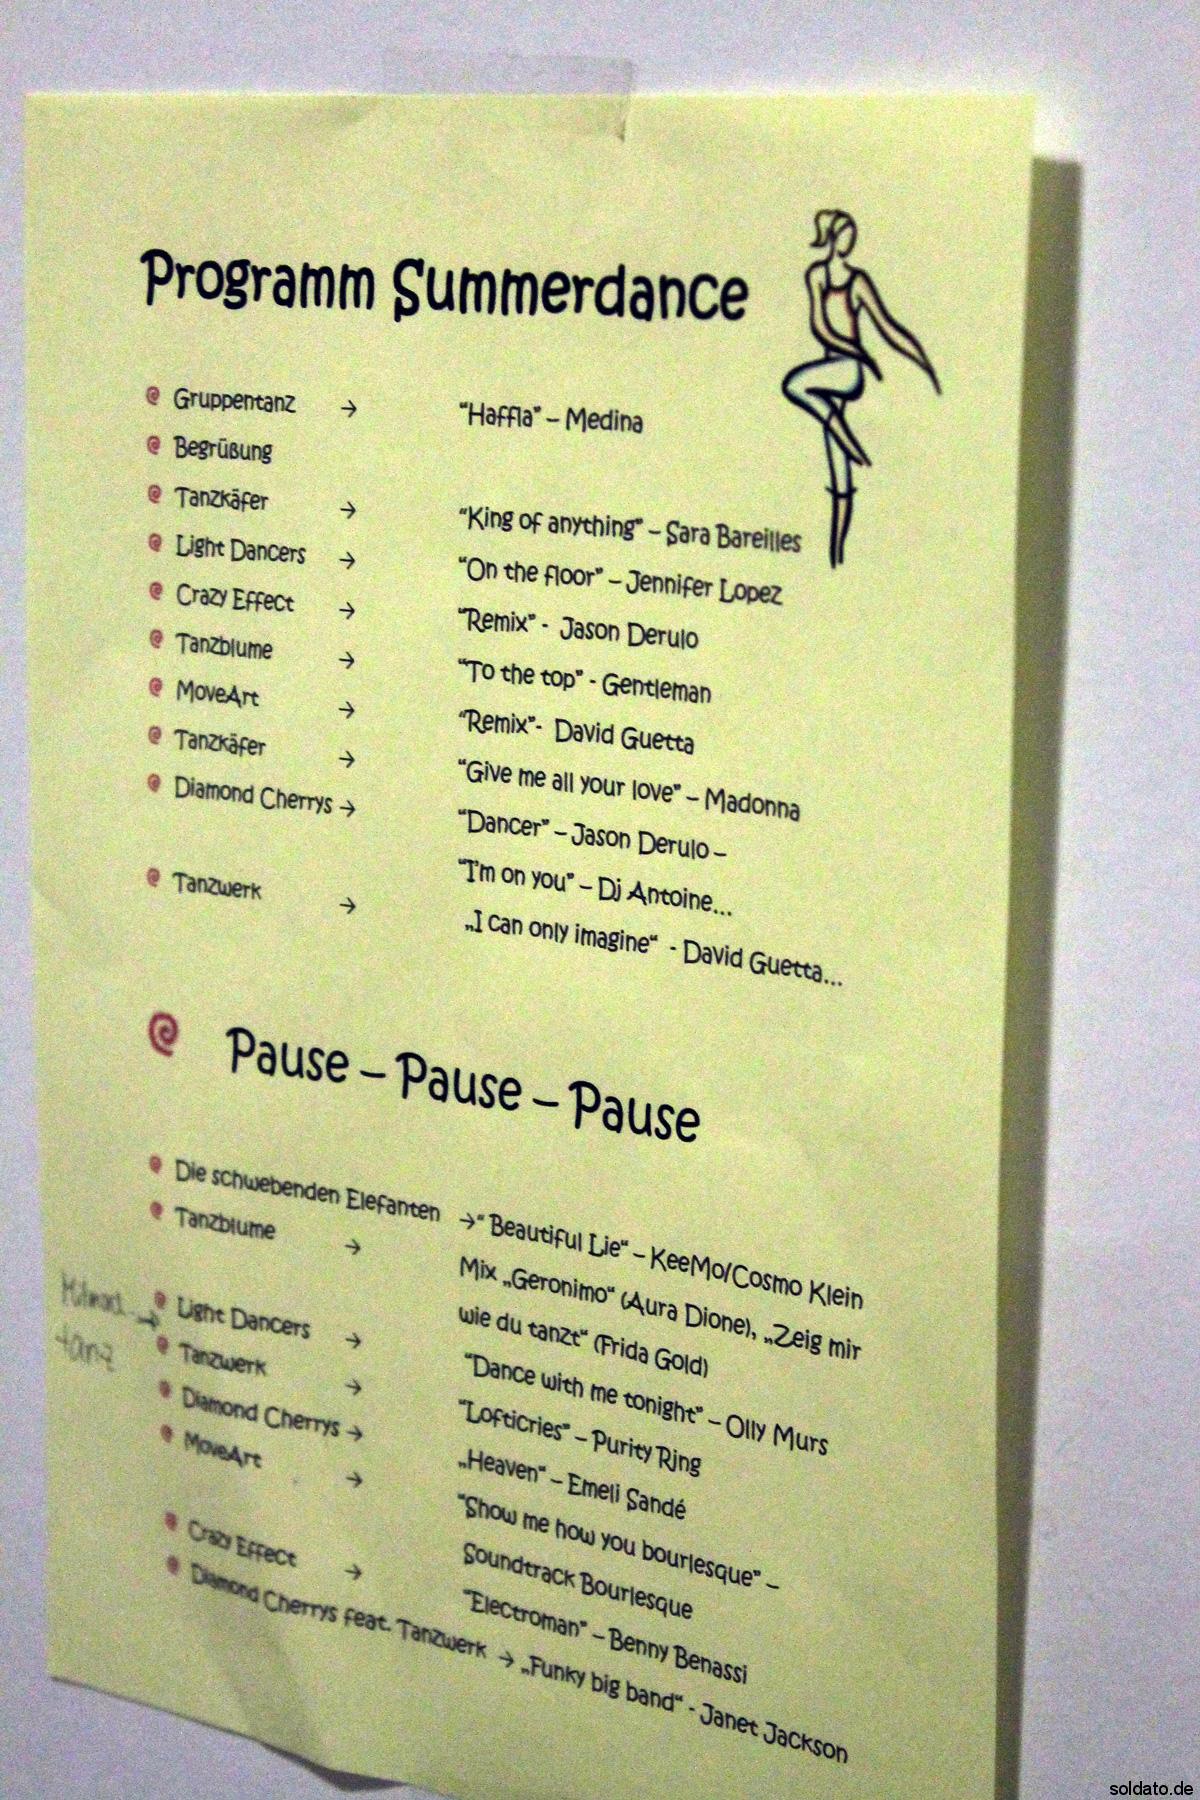 Programm Summerdance
Gruppentanz → "Haffla" – Medina
Begrüßung
Tanzkäfer → "King of anything" – Sara Bareilles
Light Dancers → "On the floor" – Jennifer Lopez
Crazy Effect → "Remix" - Jason Derulo
Tanzblume → "To the top" - Gentleman
MoveArt → "Remix"- David Guetta
Tanzkäfer → "Give me all your love" – Madonna
Diamond Cherrys → "Dancer" – Jason Derulo –
"I'm on you" – Dj Antoine...
Tanzwerk → „I can only imagine“ - David Guetta...
Pause – Pause – Pause
Die schwebenden Elefanten →“ Beautiful Lie“ – KeeMo/Cosmo Klein
Tanzblume → Mix „Geronimo“ (Aura Dione), „Zeig mir
wie du tanzt“ (Frida Gold)
Light Dancers → "Dance with me tonight" – Olly Murs
tanz
Tanzwerk → "Lofticries" – Purity Ring
Diamond Cherrys → „Heaven“ – Emeli Sandé
MoveArt → "Show me how you bourlesque" –
Soundtrack Bourlesque
Crazy Effect → "Electroman" – Benny Benassi
Diamond Cherrys feat. Tanzwerk → „Funky big band“ - Janet Jackson
soldato.de